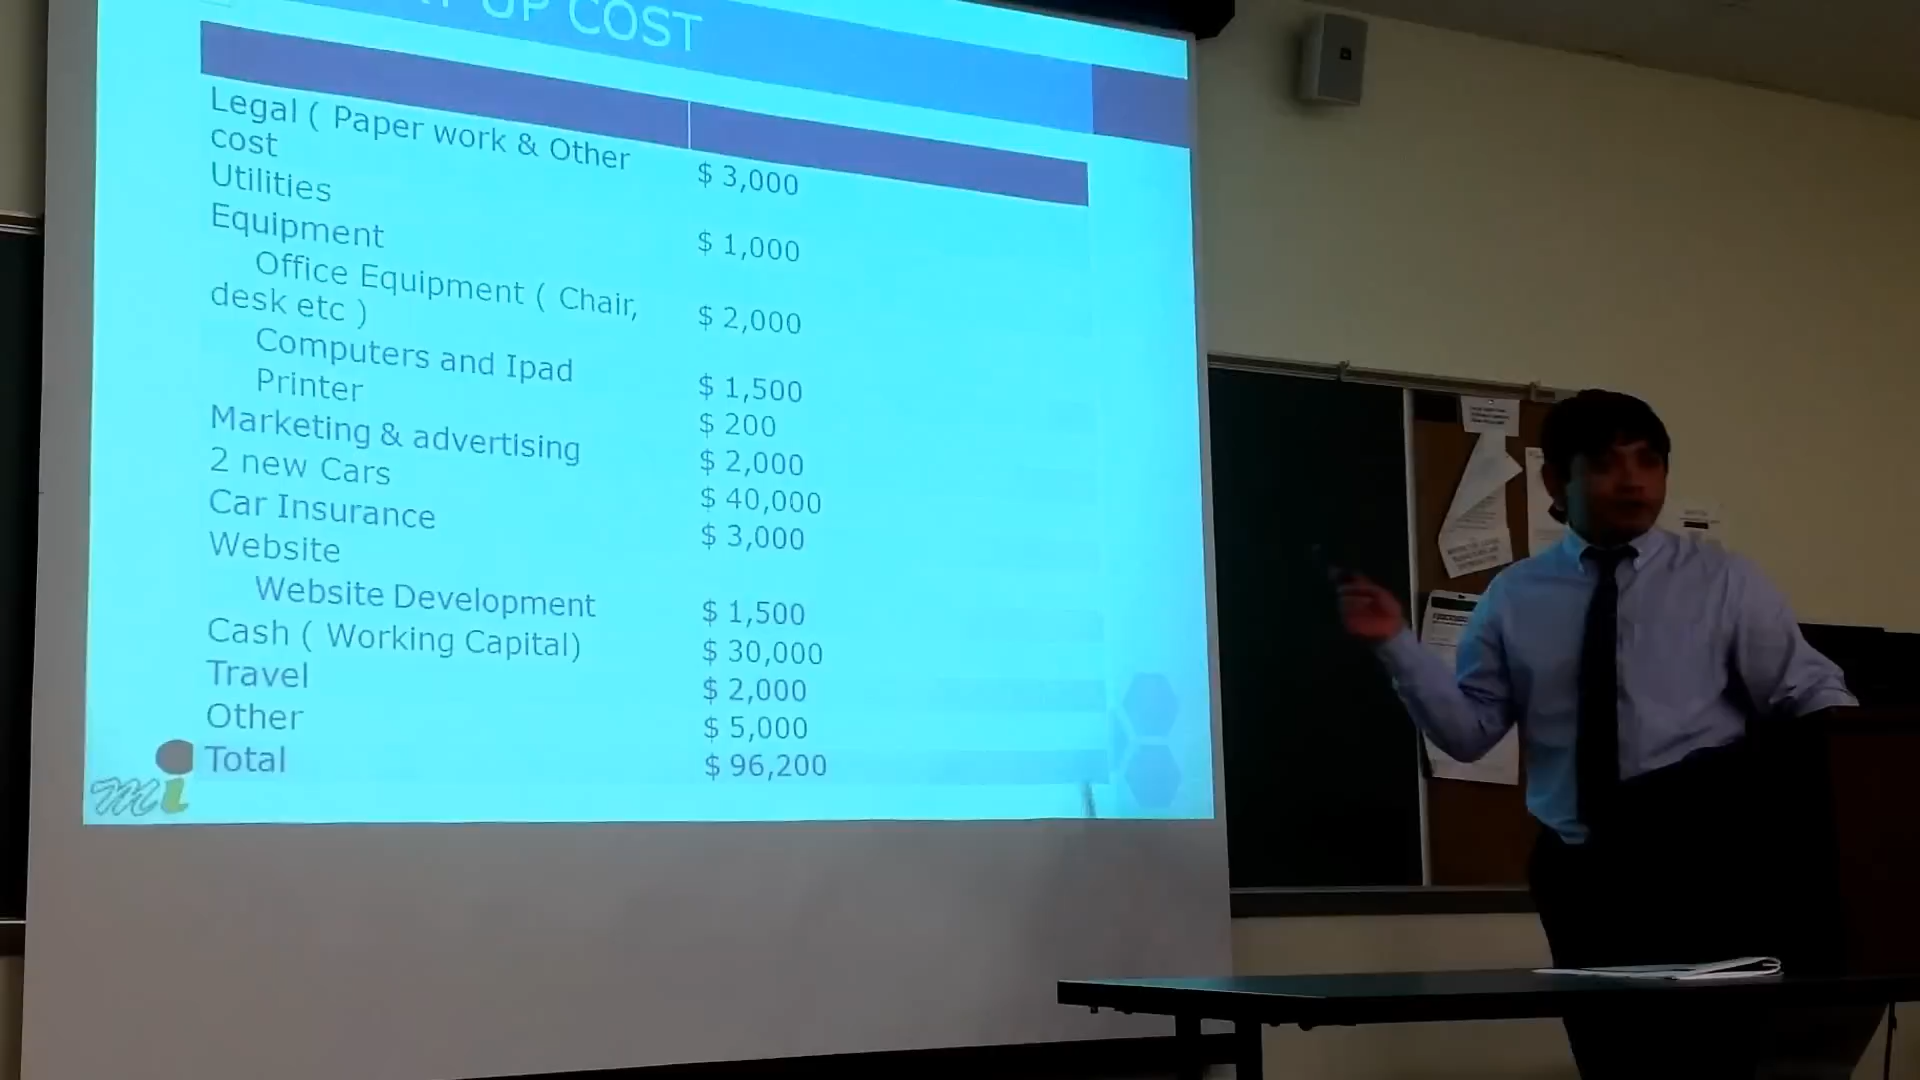 UP COST
Legal ( Paper work & Other
cost $ 3,000
Utilities $ 1,000
Equipment
Office Equipment ( Chair,
desk etc ) $ 2,000
Computers and Ipad $ 1,500
Printer $ 200
Marketing & advertising $ 2,000
2 new Cars $ 40,000
Car Insurance $ 3,000
Website
Website Development $ 1,500
Cash ( Working Capital) $ 30,000
Travel $ 2,000
Other $ 5,000
Total $ 96,200
mi